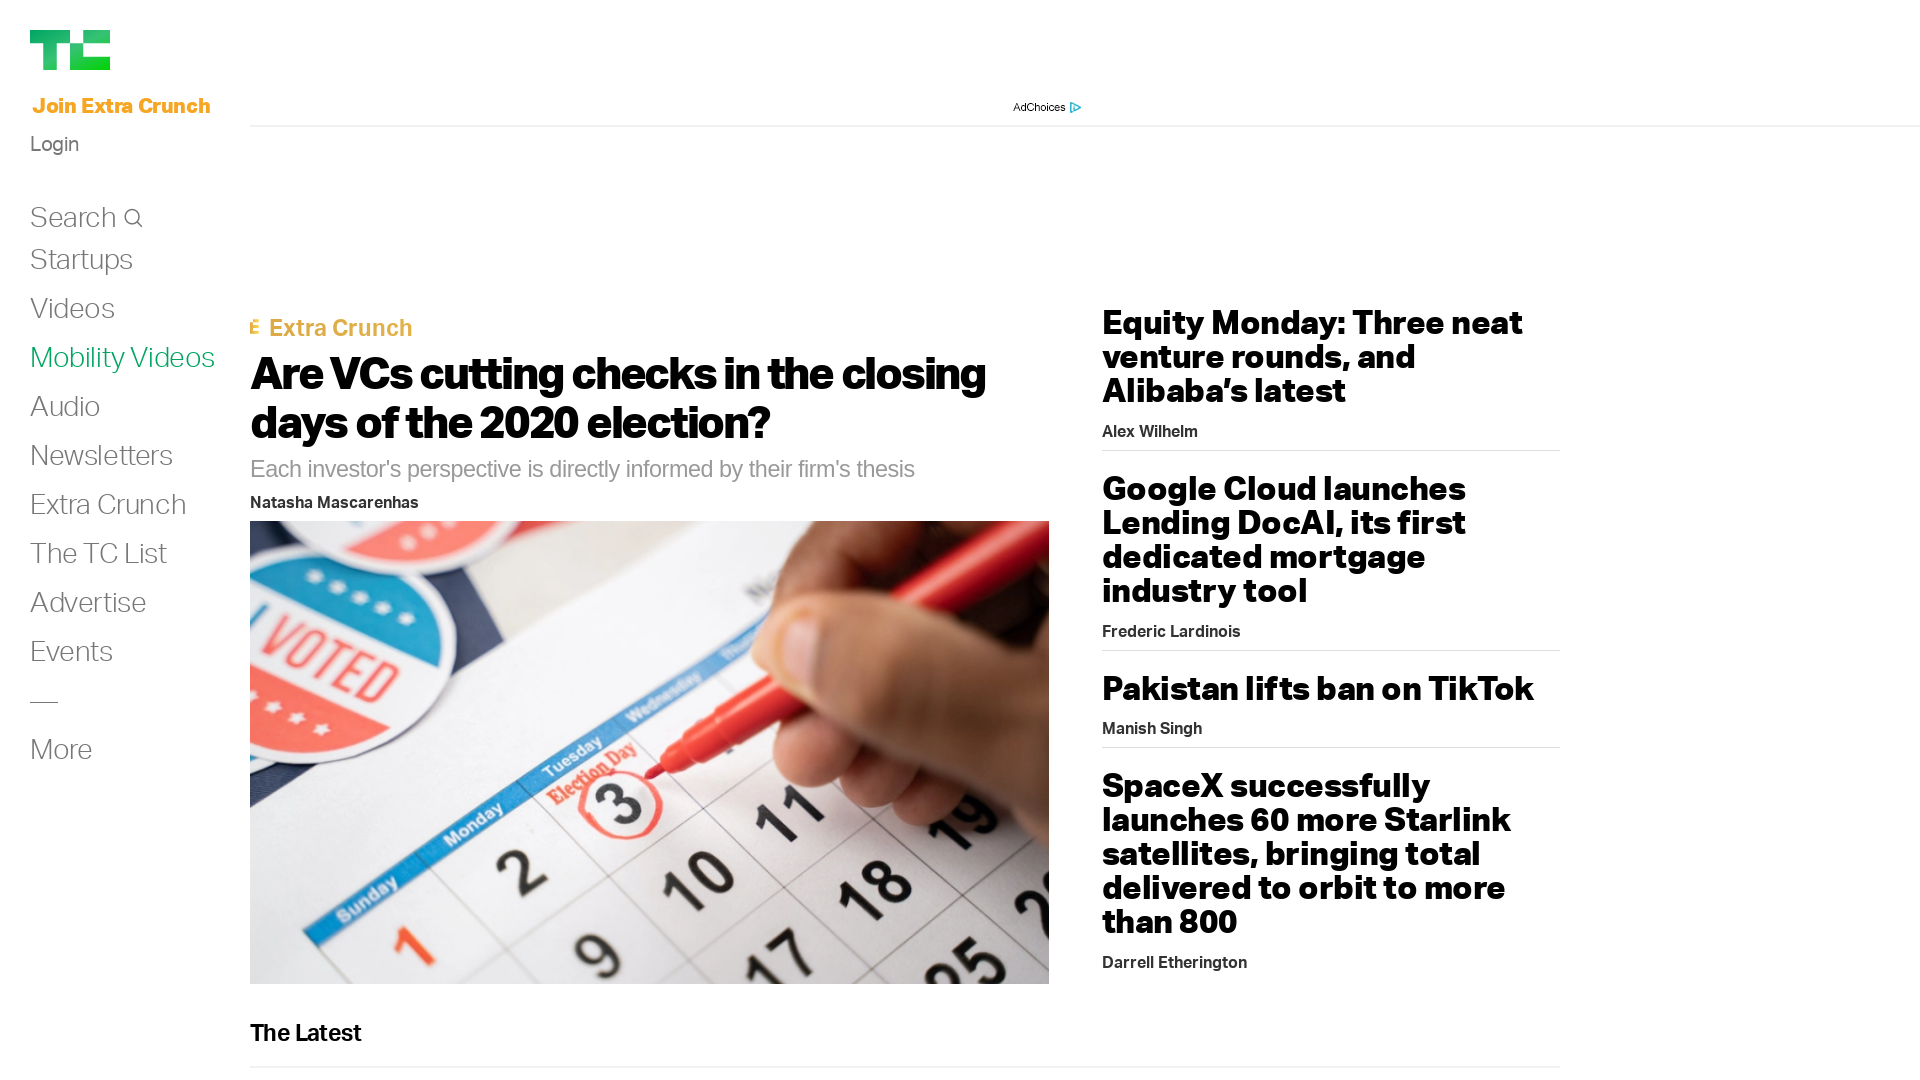 TC
Join Extra Crunch
Login
Search
Startups
Videos
Mobility Videos
Audio
Newsletters
Extra Crunch
The TC List
Advertise
Events
More
AdChoices
Extra Crunch
Are VCs cutting checks in the closing
days of the 2020 election?
Each investor's perspective is directly informed by their firm's thesis
Natasha Mascarenhas
I VOTED
Sunday
Monday
Tuesday
Wednesday
Election Day
1
2
3
9
10
11
17
18
19
25
Equity Monday: Three neat
venture rounds, and
Alibaba’s latest
Alex Wilhelm
Google Cloud launches
Lending DocAI, its first
dedicated mortgage
industry tool
Frederic Lardinois
Pakistan lifts ban on TikTok
Manish Singh
SpaceX successfully
launches 60 more Starlink
satellites, bringing total
delivered to orbit to more
than 800
Darrell Etherington
The Latest